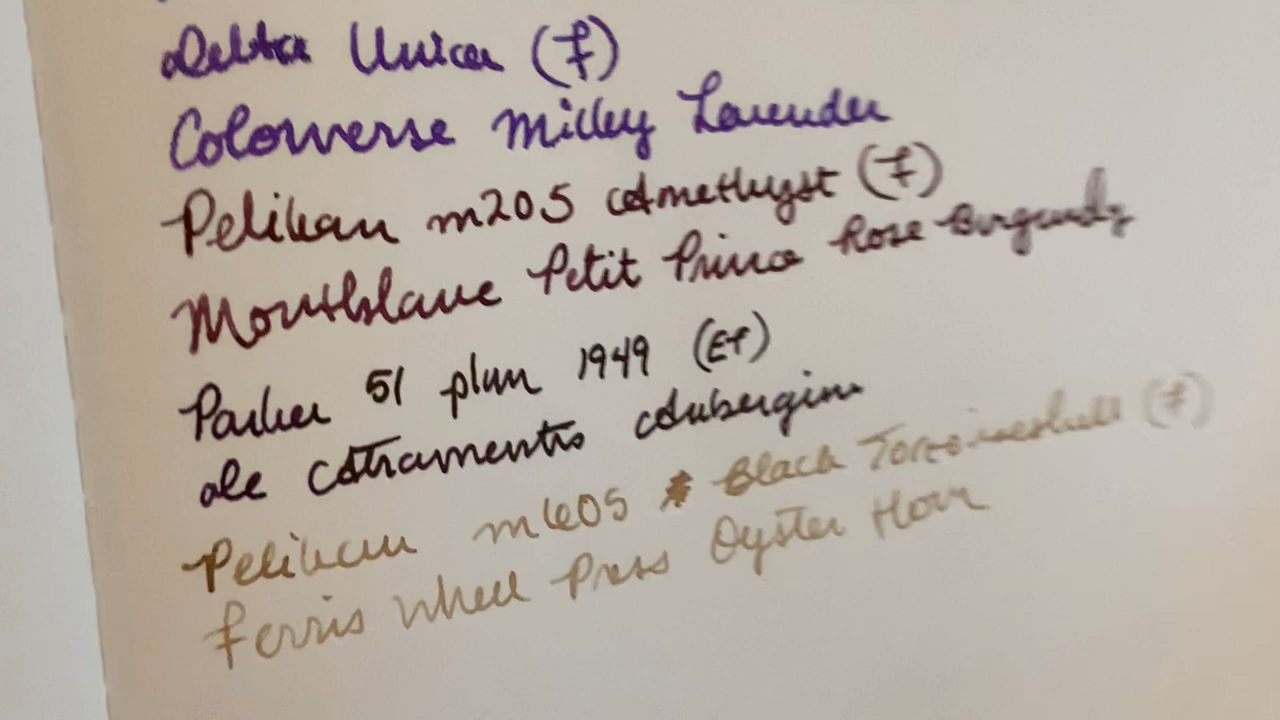 Delta Unica (F)
Colorverse Milky Lavender
Pelikan m205 Amethyst (F)
Montblanc Petit Prince Rose Burgundy
Parker 51 plum 1949 (EF)
de Atramentis Aubergine
Pelikan m605 Black Tortoiseshell (F)
Ferris Wheel Press Oyster Hour